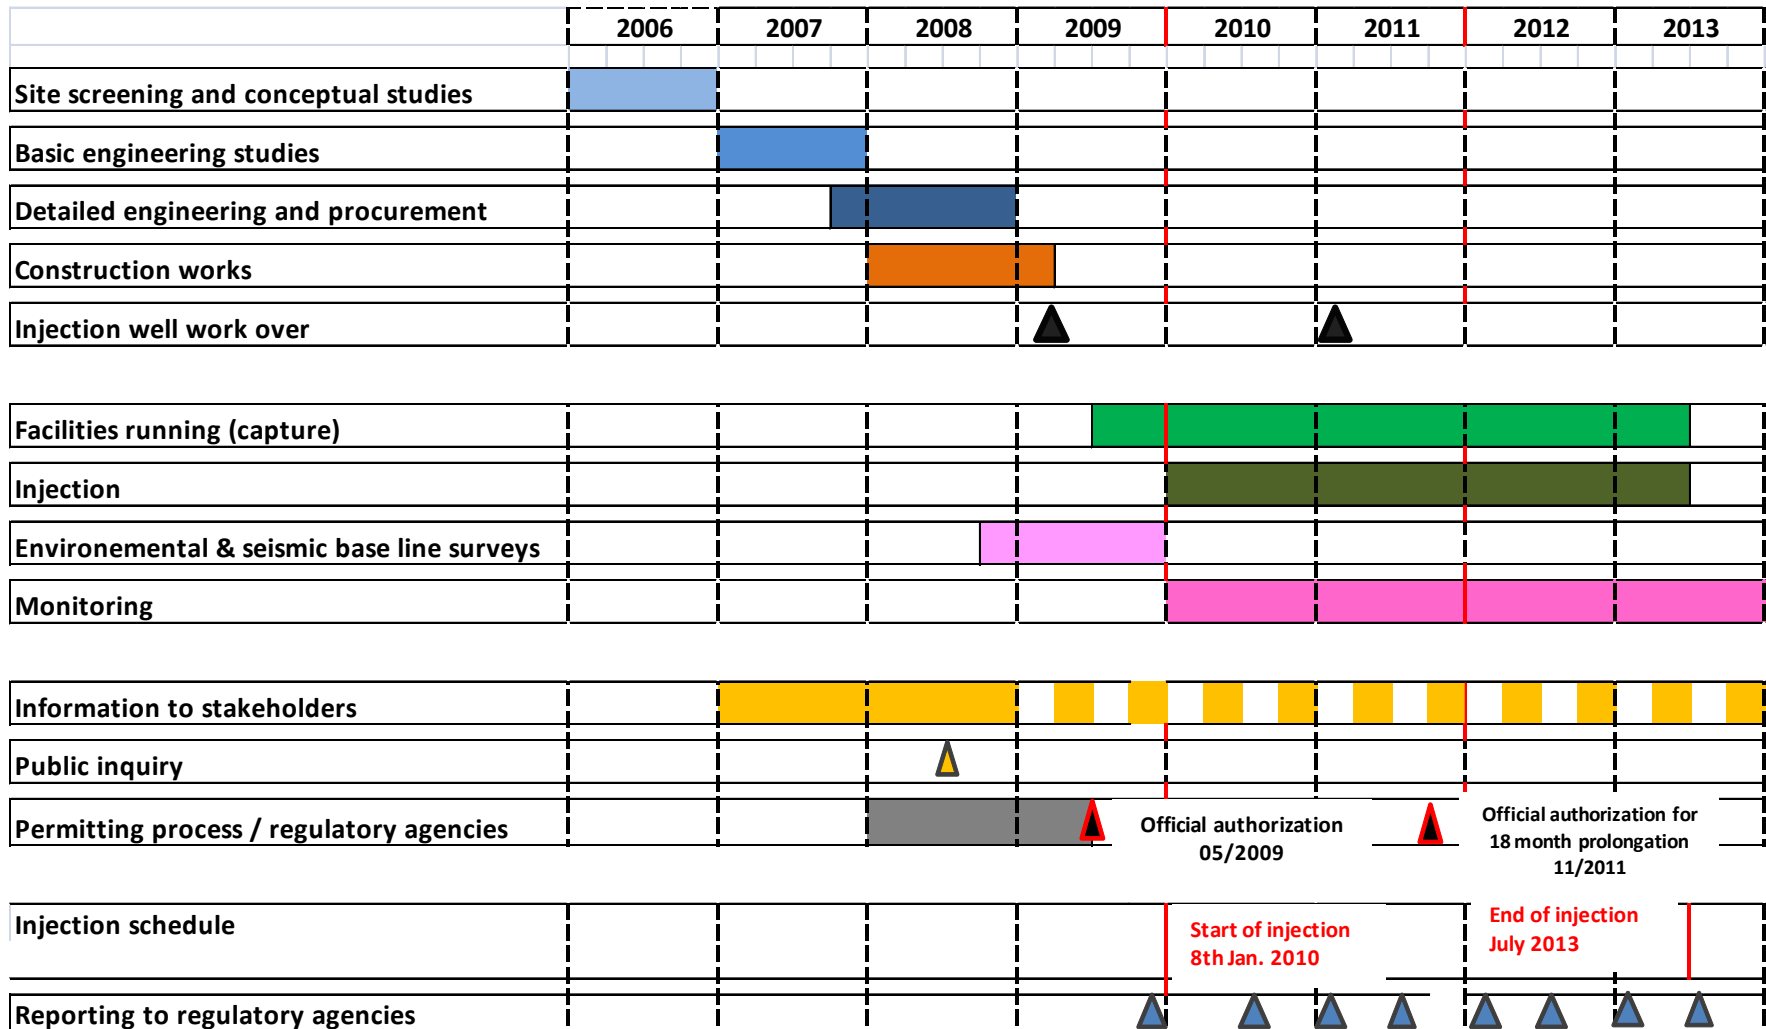 2006 2007 2008 2009 2010 2011 2012 2013
Site screening and conceptual studies
Basic engineering studies
Detailed engineering and procurement
Construction works
Injection well work over
Facilities running (capture)
Injection
Environemental & seismic base line surveys
Monitoring
Information to stakeholders
Public inquiry
Permitting process / regulatory agencies
Official authorization
05/2009
Official authorization for
18 month prolongation
11/2011
Injection schedule
Start of injection
8th Jan. 2010
End of injection
July 2013
Reporting to regulatory agencies